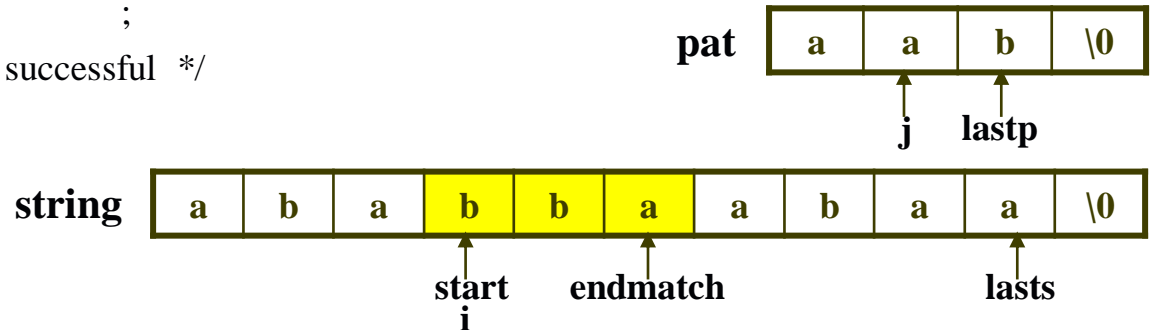 ;
successful */
pat a a b \0
j lastp
string a b a b b a a b a a \0
start endmatch lasts
i